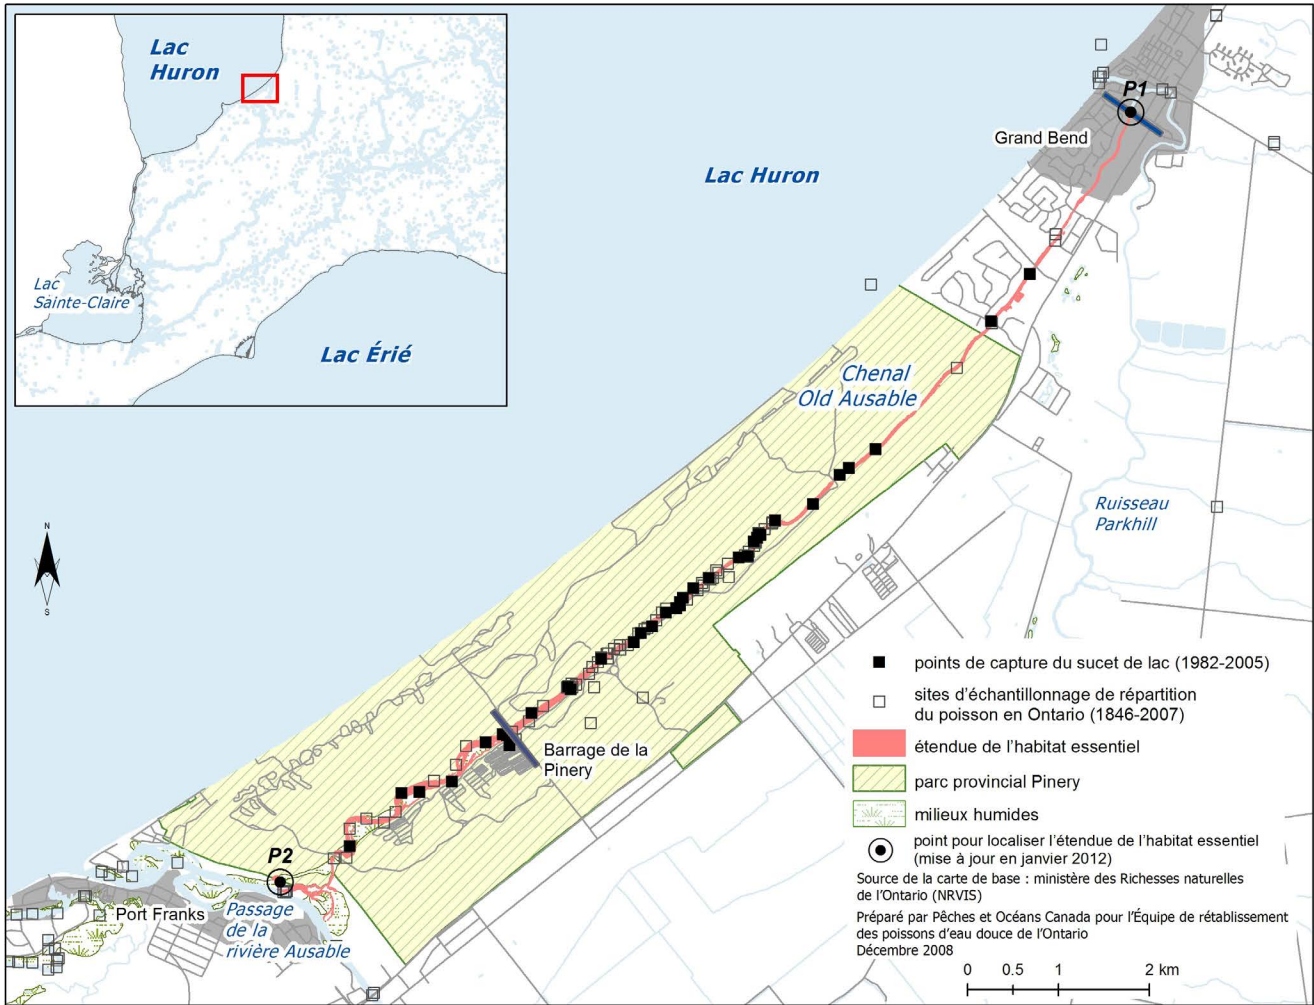 Lac
Huron
Lac
Sainte-Claire
Lac Érié
Lac Huron
P1
Grand Bend
Chenal
Old Ausable
Ruisseau
Parkhill
N
S
Barrage de la
Pinery
P2
Port Franks
Passage
de la
rivière Ausable
points de capture du sucet de lac (1982-2005)
sites d'échantillonnage de répartition
du poisson en Ontario (1846-2007)
étendue de l'habitat essentiel
parc provincial Pinery
milieux humides
point pour localiser l'étendue de l'habitat essentiel
(mise à jour en janvier 2012)
Source de la carte de base : ministère des Richesses naturelles
de l'Ontario (NRVIS)
Préparé par Pêches et Océans Canada pour l'Équipe de rétablissement
des poissons d'eau douce de l'Ontario
Décembre 2008
0 0.5 1 2 km